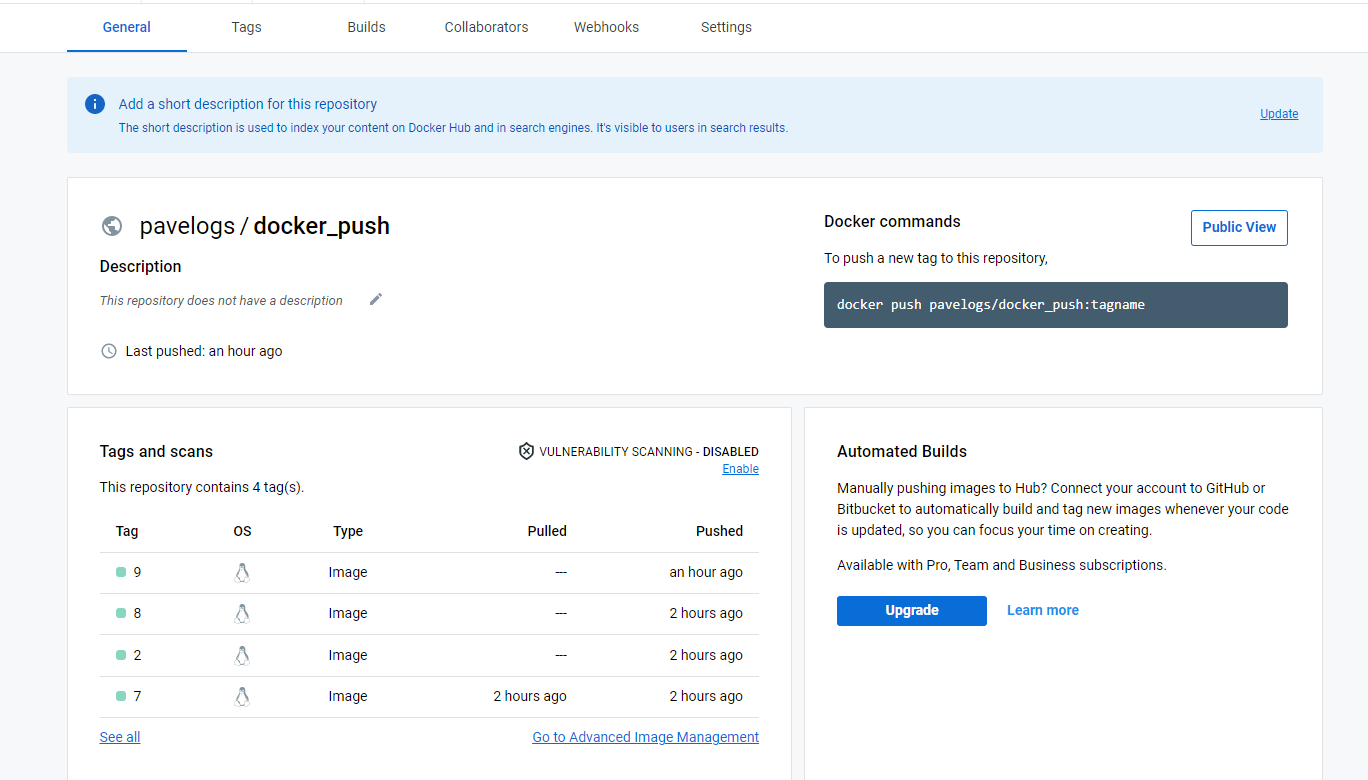 General Tags Builds Collaborators Webhooks Settings
Add a short description for this repository
The short description is used to index your content on Docker Hub and in search engines. It's visible to users in search results.
Update
pavelogs / docker_push
Description
This repository does not have a description
Last pushed: an hour ago
Docker commands
Public View
To push a new tag to this repository,
docker push pavelogs/docker_push:tagname
Tags and scans
VULNERABILITY SCANNING - DISABLED
Enable
This repository contains 4 tag(s).
Tag OS Type Pulled Pushed
9 Image --- an hour ago
8 Image --- 2 hours ago
2 Image --- 2 hours ago
7 Image 2 hours ago 2 hours ago
See all
Go to Advanced Image Management
Automated Builds
Manually pushing images to Hub? Connect your account to GitHub or
Bitbucket to automatically build and tag new images whenever your code
is updated, so you can focus your time on creating.
Available with Pro, Team and Business subscriptions.
Upgrade
Learn more